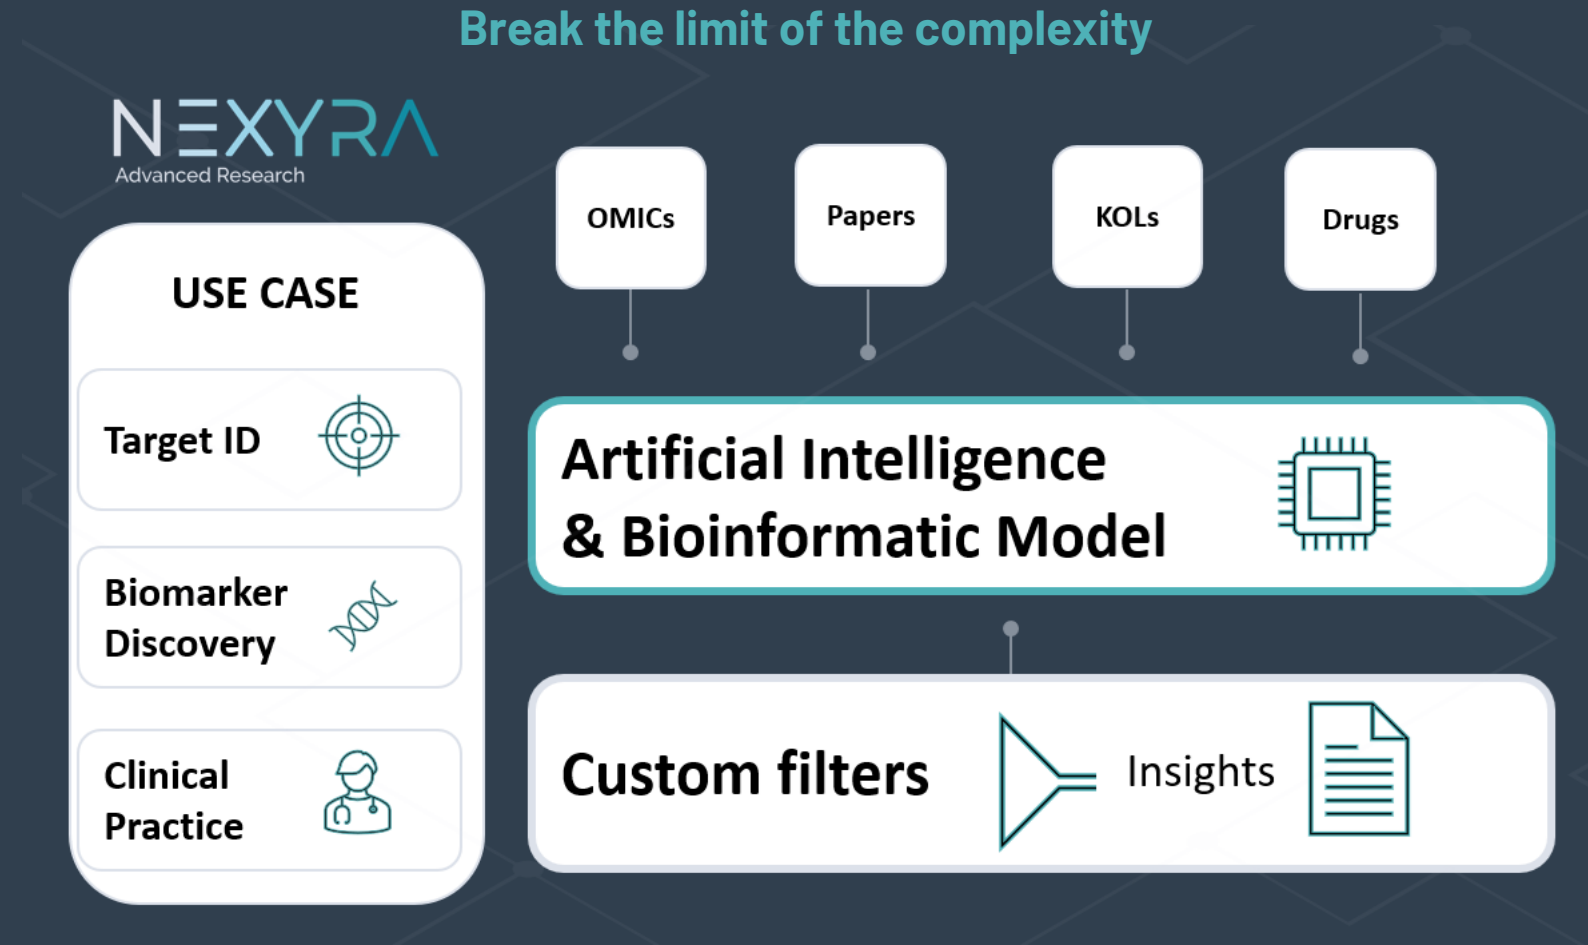 Break the limit of the complexity
NEXYRA
Advanced Research
USE CASE
Target ID
Biomarker
Discovery
Clinical
Practice
OMICs
Papers
KOLs
Drugs
Artificial Intelligence
& Bioinformatic Model
Custom filters
Insights